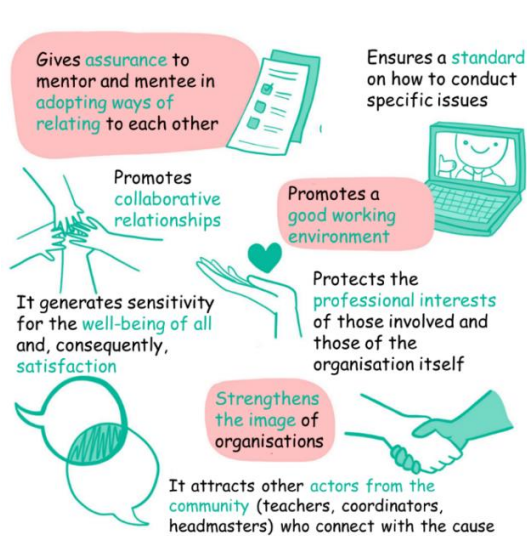 Gives assurance to
mentor and mentee in
adopting ways of
relating to each other
Ensures a standard
on how to conduct
specific issues
Promotes
collaborative
relationships
Promotes a
good working
environment
It generates sensitivity
for the well-being of all
and, consequently,
satisfaction
Protects the
professional interests
of those involved and
those of the
organisation itself
Strengthens
the image of
organisations
It attracts other actors from the
community (teachers, coordinators,
headmasters) who connect with the cause